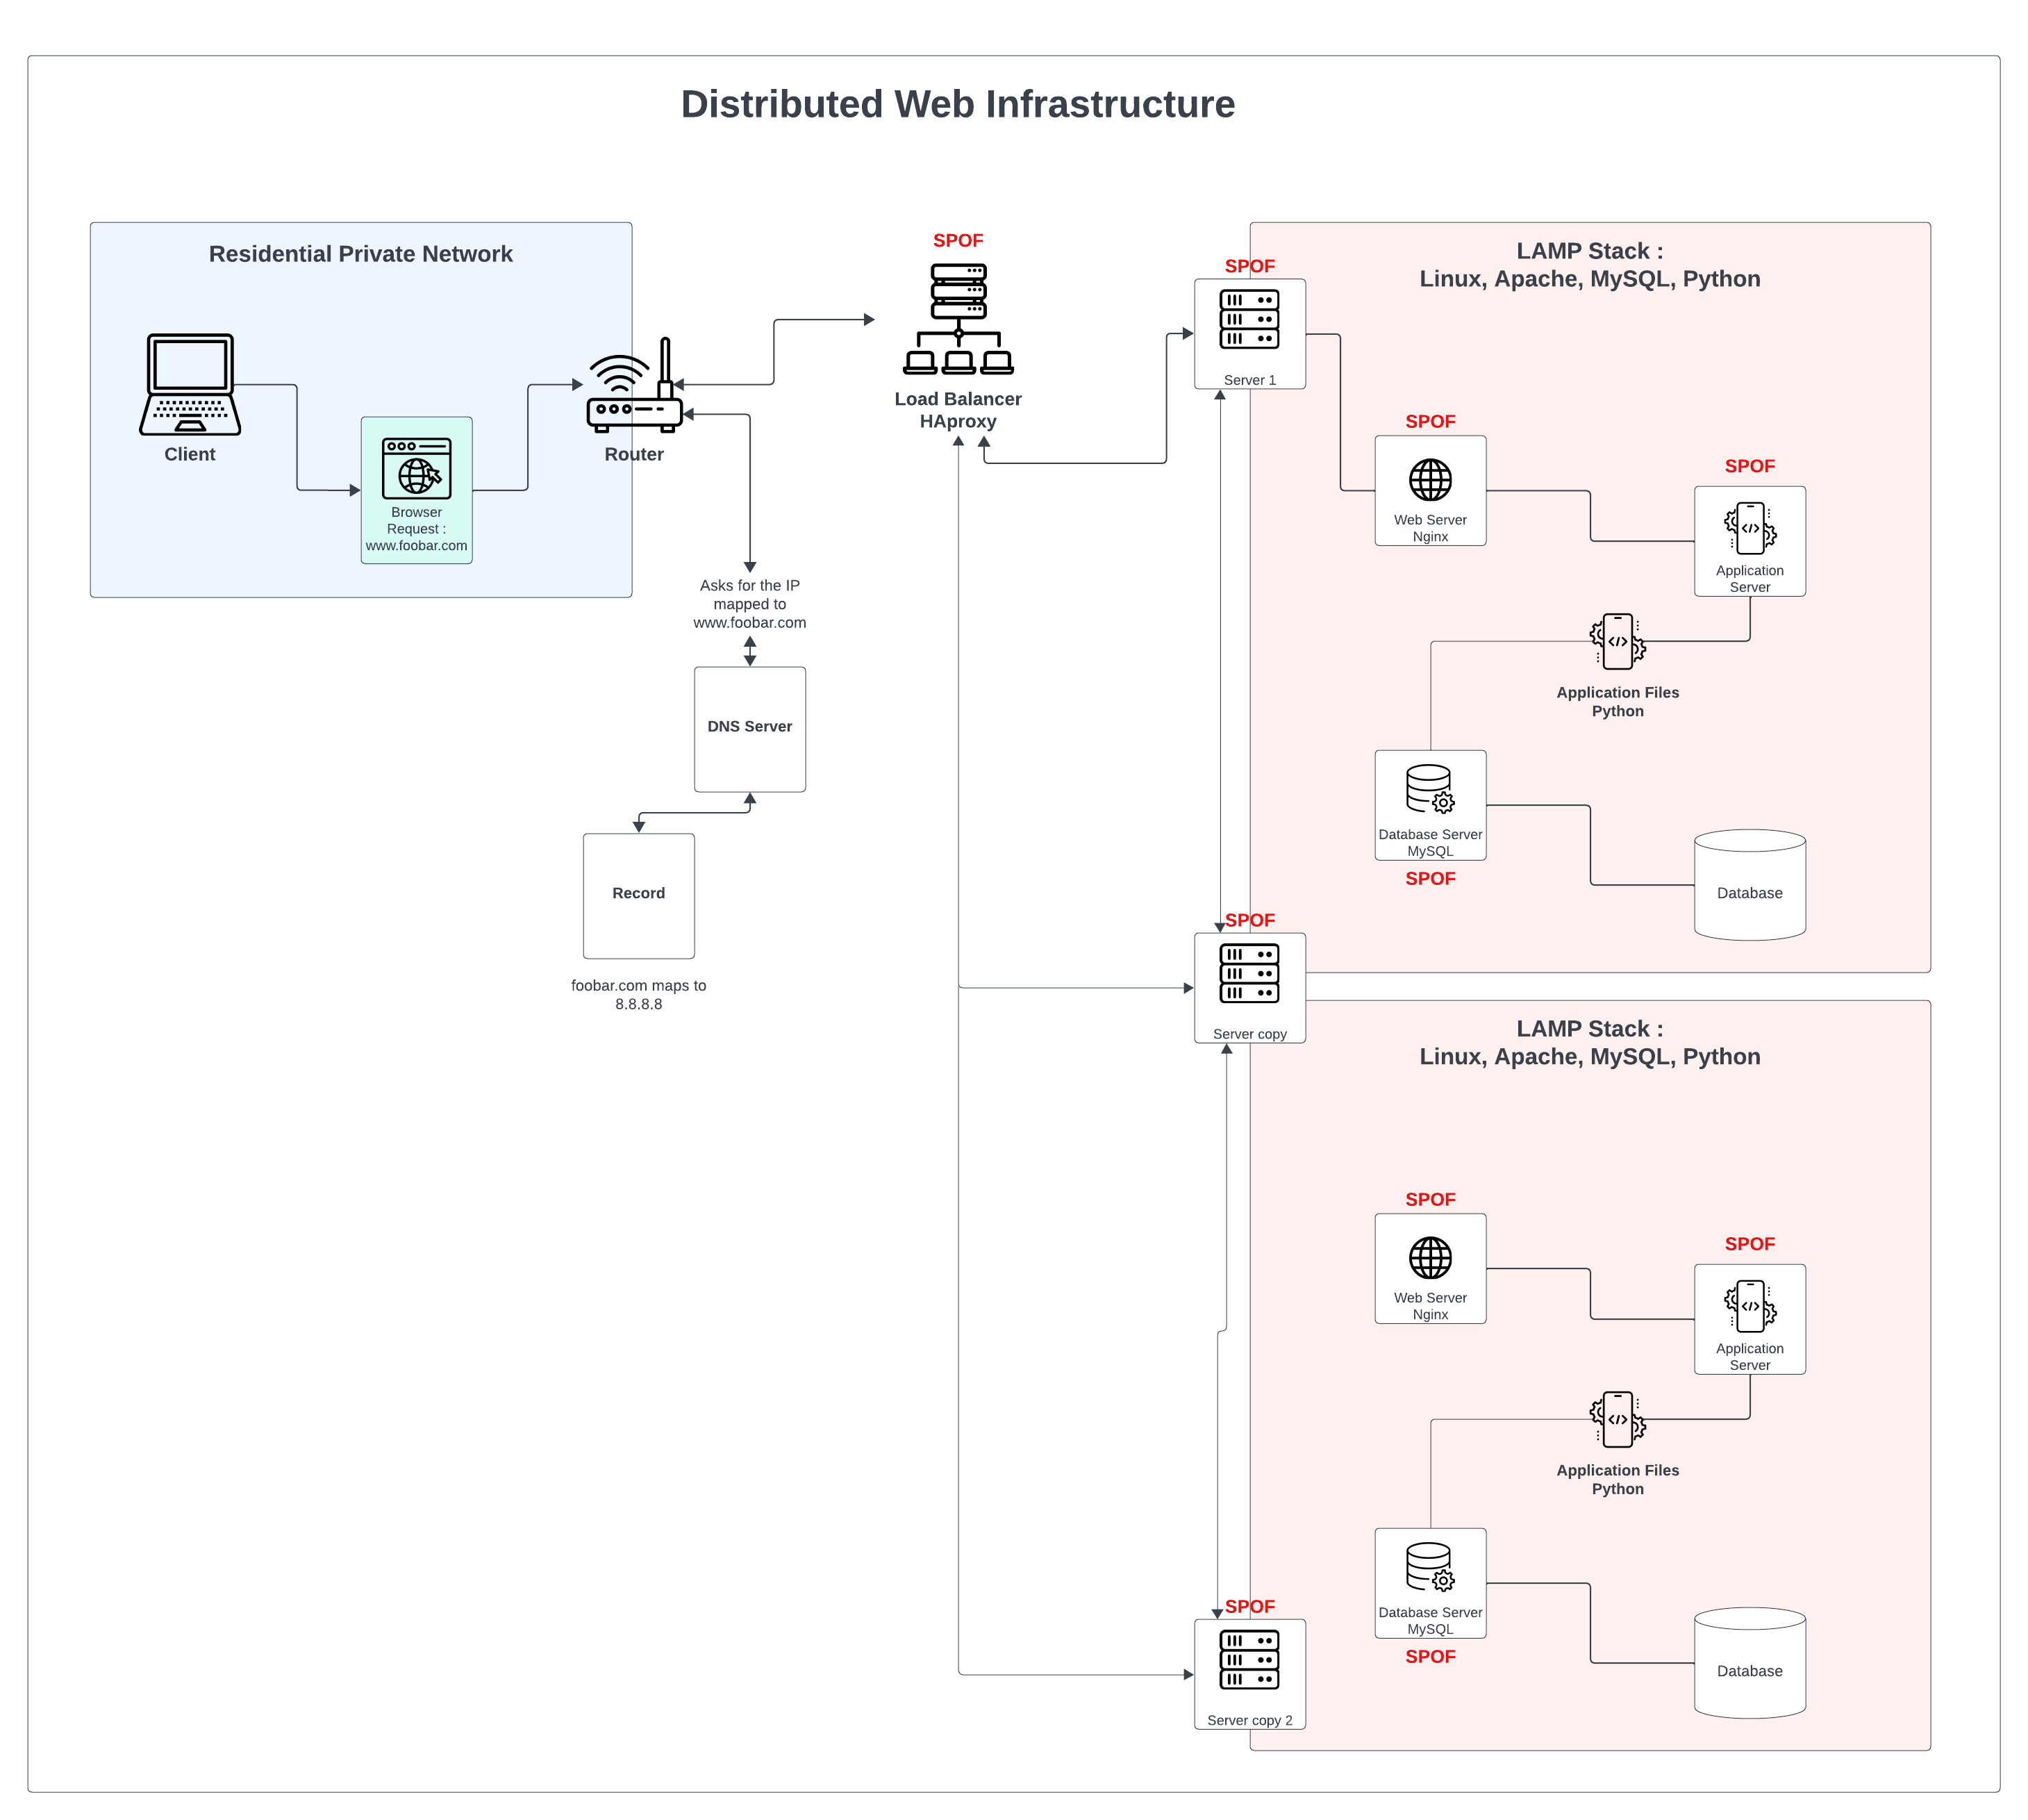 Distributed Web Infrastructure
Residential Private Network
Client
Browser
Request :
www.foobar.com
Router
Asks for the IP
mapped to
www.foobar.com
DNS Server
Record
foobar.com maps to
8.8.8.8
SPOF
Load Balancer
HAproxy
SPOF
Server 1
LAMP Stack :
Linux, Apache, MySQL, Python
SPOF
Web Server
Nginx
SPOF
Application
Server
Application Files
Python
Database Server
MySQL
SPOF
Database
SPOF
Server copy
LAMP Stack :
Linux, Apache, MySQL, Python
SPOF
Web Server
Nginx
SPOF
Application
Server
Application Files
Python
Database Server
MySQL
SPOF
Database
SPOF
Server copy 2